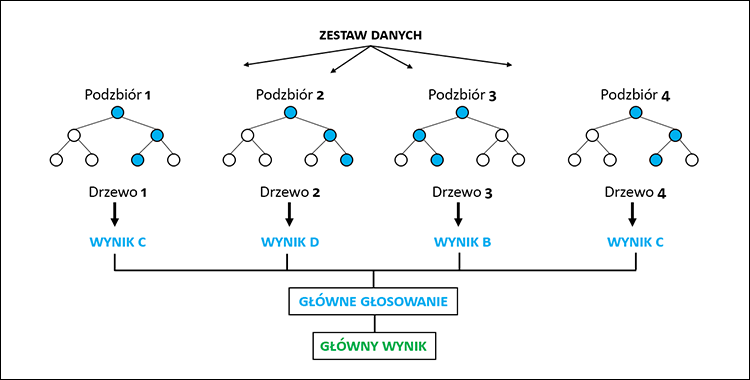 ZESTAW DANYCH
Podzbiór 1
Podzbiór 2
Podzbiór 3
Podzbiór 4
Drzewo 1
Drzewo 2
Drzewo 3
Drzewo 4
WYNIK C
WYNIK D
WYNIK B
WYNIK C
GŁÓWNE GŁOSOWANIE
GŁÓWNY WYNIK